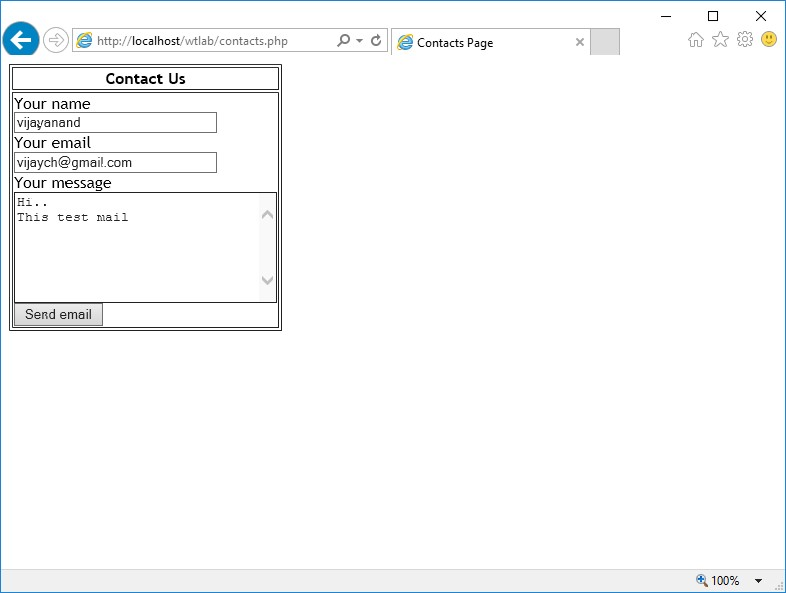 http://localhost/wtlab/contacts.php
Contacts Page
Contact Us
Your name
vijayanand
Your email
vijaych@gmail.com
Your message
Hi..
This test mail
Send email
100%